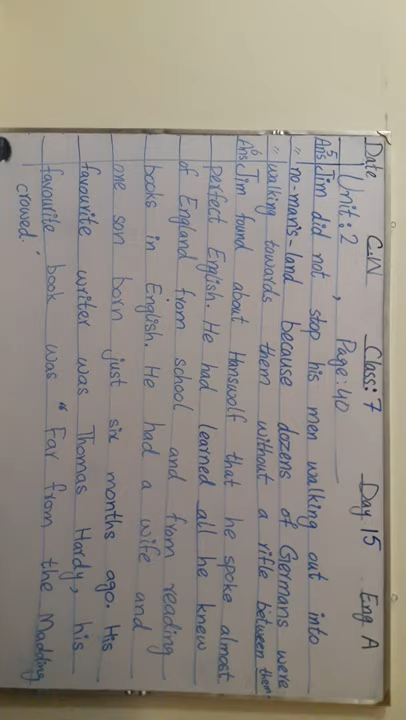 Date C.W Class: 7 Day 15 Eng A
Unit: 2, Page: 40
Ans5 Jim did not stop his men walking out into
" no-man's-land because dozens of Germans were
" walking towards them without a rifle between them.
Ans6 Jim found about Hanswolf that he spoke almost
perfect English. He had learned all he knew
of England from school and from reading
books in English. He had a wife and
one son born just six months ago. His
favourite writer was Thomas Hardy, his
favourite book was "Far from the Madding
crowed."